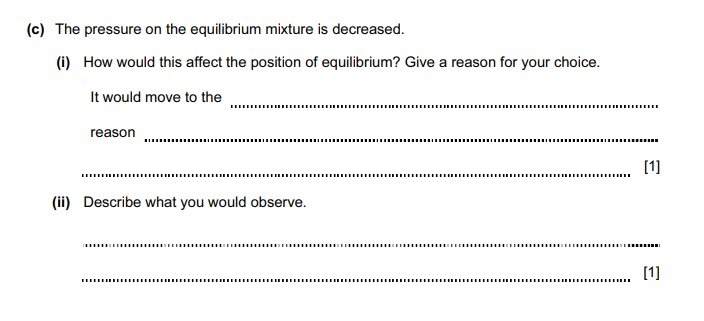 (c) The pressure on the equilibrium mixture is decreased.
(i) How would this affect the position of equilibrium? Give a reason for your choice.
It would move to the
reason
[1]
(ii) Describe what you would observe.
[1]